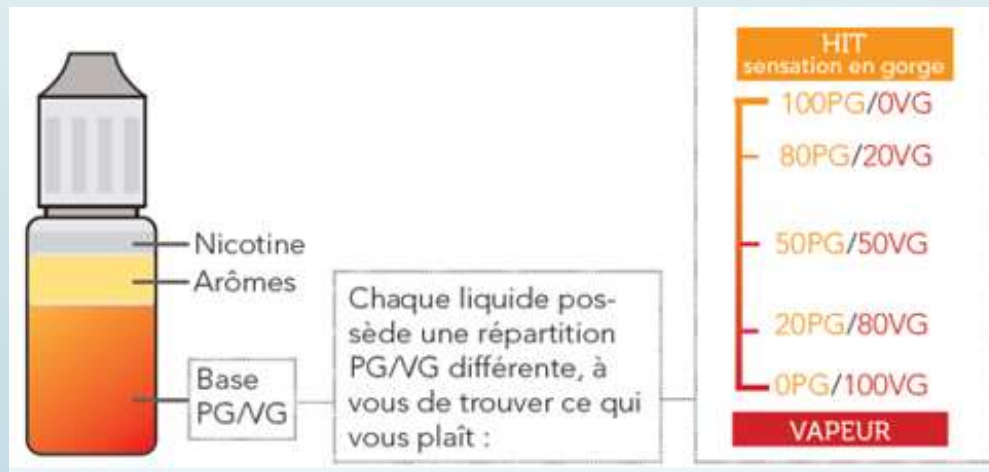 Nicotine
Arômes
Base
PG/VG
Chaque liquide pos-
sède une répartition
PG/VG différente, à
vous de trouver ce qui
vous plaît :
HIT
sensation en gorge
100PG/0VG
80PG/20VG
50PG/50VG
20PG/80VG
0PG/100VG
VAPEUR